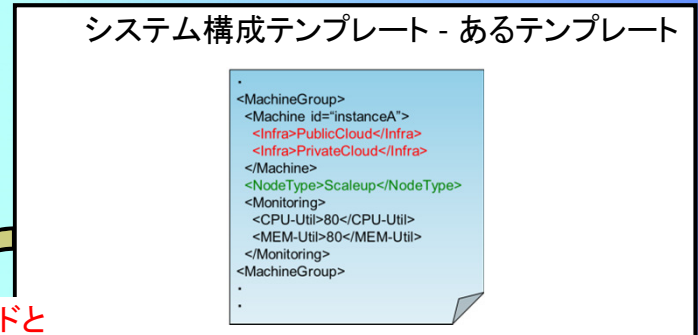 システム構成テンプレート - あるテンプレート
.
<MachineGroup>
<Machine id=“instanceA”>
<Infra>PublicCloud</Infra>
<Infra>PrivateCloud</Infra>
</Machine>
<NodeType>Scaleup</NodeType>
<Monitoring>
<CPU-Util>80</CPU-Util>
<MEM-Util>80</MEM-Util>
</Monitoring>
<MachineGroup>
.
.
ドと